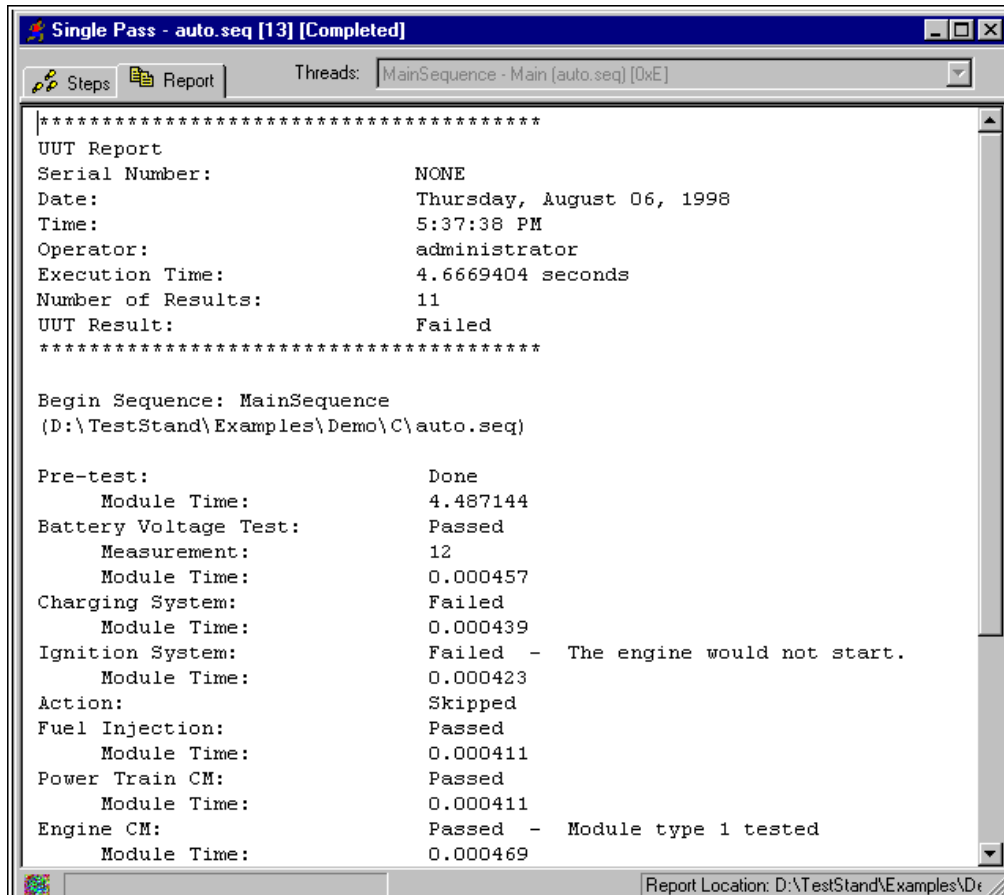 Single Pass - auto.seq [13] [Completed]
Steps Report Threads: MainSequence - Main (auto.seq) [0xE]
*****************************************
UUT Report
Serial Number: NONE
Date: Thursday, August 06, 1998
Time: 5:37:38 PM
Operator: administrator
Execution Time: 4.6669404 seconds
Number of Results: 11
UUT Result: Failed
*****************************************
Begin Sequence: MainSequence
(D:\TestStand\Examples\Demo\C\auto.seq)
Pre-test: Done
Module Time: 4.487144
Battery Voltage Test: Passed
Measurement: 12
Module Time: 0.000457
Charging System: Failed
Module Time: 0.000439
Ignition System: Failed - The engine would not start.
Module Time: 0.000423
Action: Skipped
Fuel Injection: Passed
Module Time: 0.000411
Power Train CM: Passed
Module Time: 0.000411
Engine CM: Passed - Module type 1 tested
Module Time: 0.000469
Report Location: D:\TestStand\Examples\De